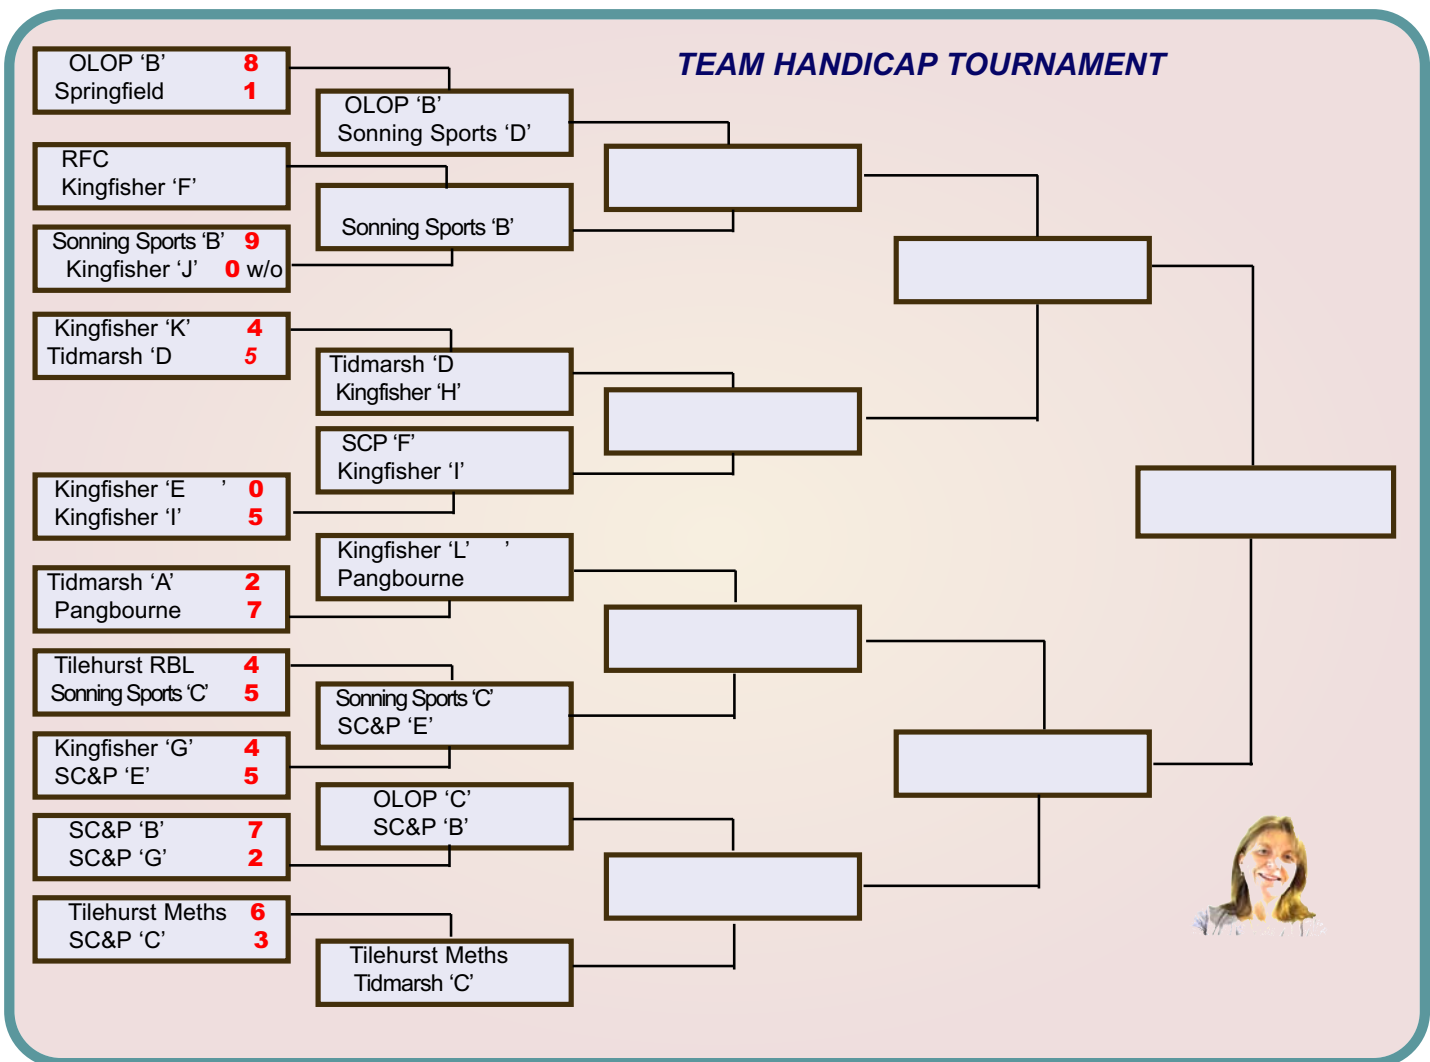 TEAM HANDICAP TOURNAMENT
OLOP ‘B’ 8
Springfield 1
RFC
Kingfisher ‘F’
Sonning Sports ‘B’ 9
Kingfisher ‘J’ 0 w/o
Kingfisher ‘K’ 4
Tidmarsh ‘D 5
Kingfisher ‘E ’ 0
Kingfisher ‘I’ 5
Tidmarsh ‘A’ 2
Pangbourne 7
Tilehurst RBL 4
Sonning Sports ‘C’ 5
Kingfisher ‘G’ 4
SC&P ‘E’ 5
SC&P ‘B’ 7
SC&P ‘G’ 2
Tilehurst Meths 6
SC&P ‘C’ 3
OLOP ‘B’
Sonning Sports ‘D’
Sonning Sports ‘B’
Tidmarsh ‘D
Kingfisher ‘H’
SCP ‘F’
Kingfisher ‘I’
Kingfisher ‘L’ ’
Pangbourne
Sonning Sports ‘C’
SC&P ‘E’
OLOP ‘C’
SC&P ‘B’
Tilehurst Meths
Tidmarsh ‘C’